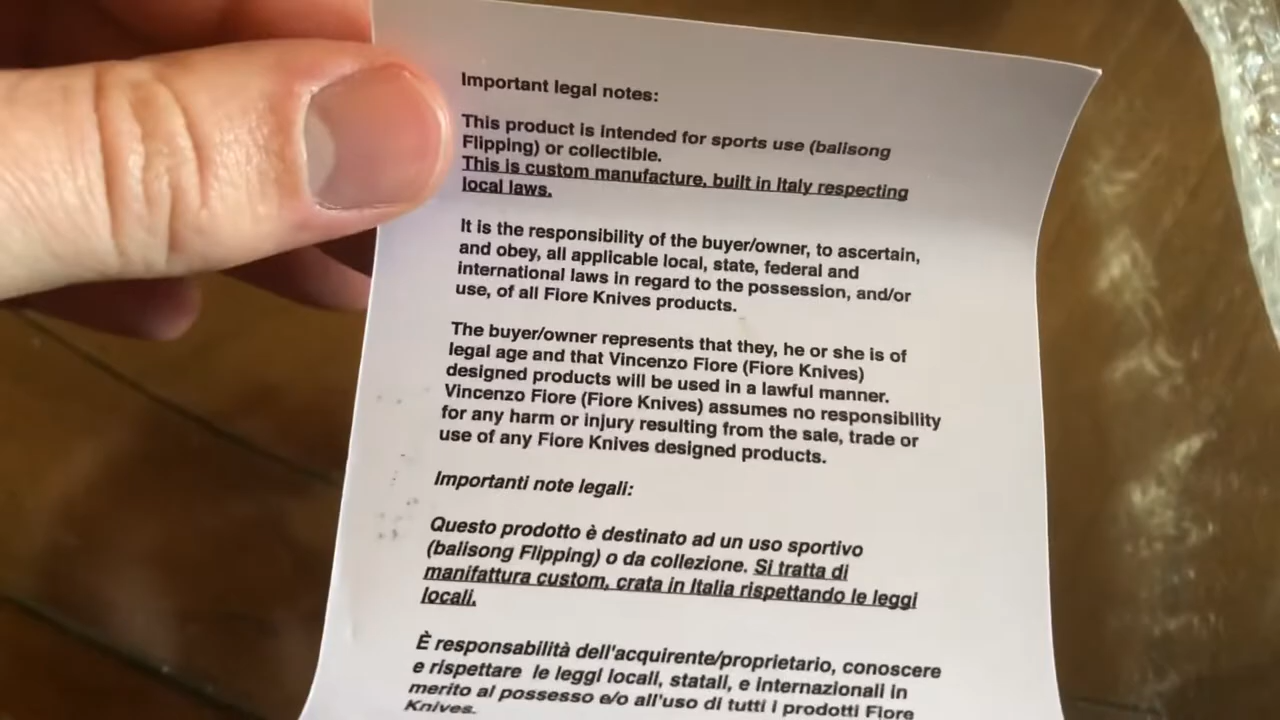 Important legal notes:
This product is intended for sports use (balisong
Flipping) or collectible.
This is custom manufacture, built in Italy respecting
local laws.
It is the responsibility of the buyer/owner, to ascertain,
and obey, all applicable local, state, federal and
international laws in regard to the possession, and/or
use, of all Fiore Knives products.
The buyer/owner represents that they, he or she is of
legal age and that Vincenzo Fiore (Fiore Knives)
designed products will be used in a lawful manner.
Vincenzo Fiore (Fiore Knives) assumes no responsibility
for any harm or injury resulting from the sale, trade or
use of any Fiore Knives designed products.
Importanti note legali:
Questo prodotto è destinato ad un uso sportivo
(balisong Flipping) o da collezione. Si tratta di
manifattura custom, crata in Italia rispettando le leggi
locali.
È responsabilità dell'acquirente/proprietario, conoscere
e rispettare le leggi locali, statali, e internazionali in
merito al possesso e/o all'uso di tutti i prodotti Fiore
Knives.